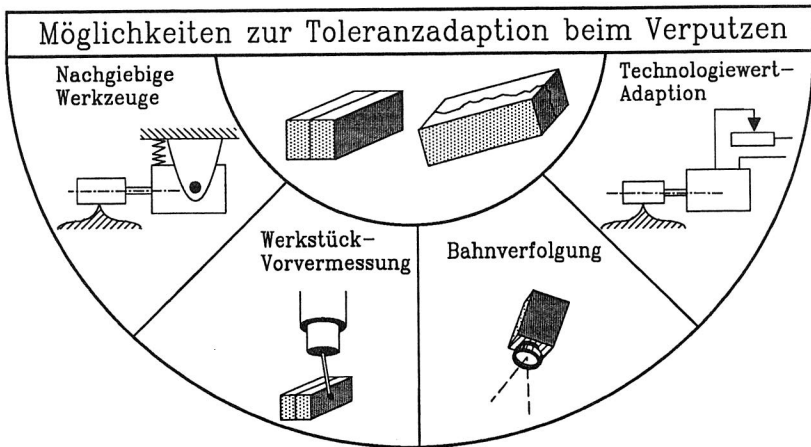 Möglichkeiten zur Toleranzadaption beim Verputzen
Nachgiebige
Werkzeuge
Technologiewert-
Adaption
Werkstück-
Vorvermessung
Bahnverfolgung